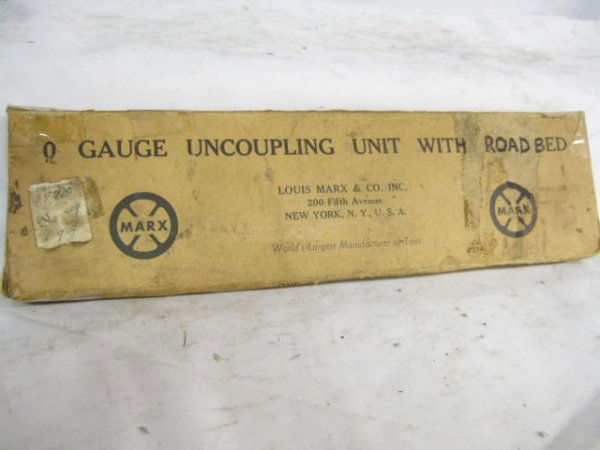 O GAUGE UNCOUPLING UNIT WITH ROAD BED
LOUIS MARX & CO. INC.
200 Fifth Avenue
NEW YORK, N. Y., U. S. A.
World's Largest Manufacturer of Toys
MARX
MARX